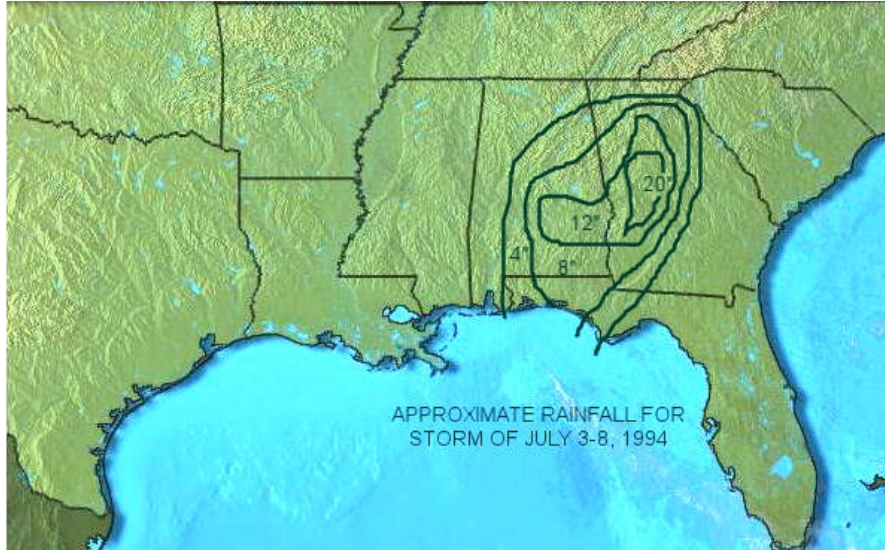 20"
12"
4"
8"
APPROXIMATE RAINFALL FOR
STORM OF JULY 3-8, 1994